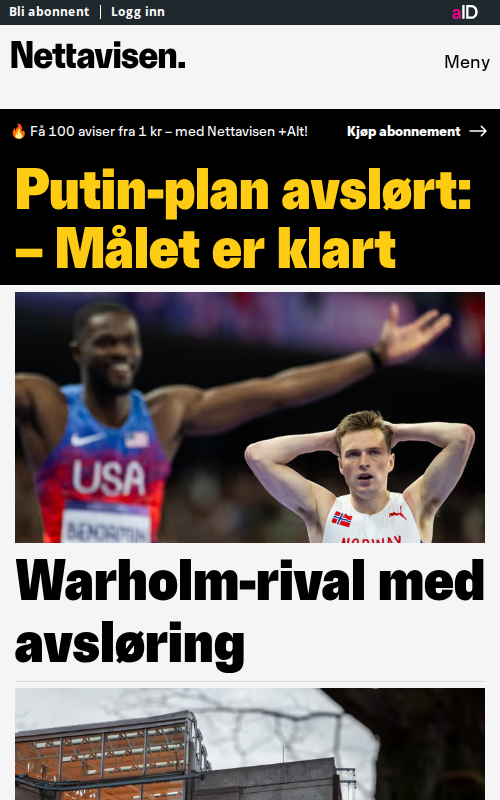 Bli abonnent | Logg inn
aID
Nettavisen.
Meny
🔥 Få 100 aviser fra 1 kr – med Nettavisen +Alt!
Kjøp abonnement →
Putin-plan avslørt:
– Målet er klart
USA
BENJAMIN
NORWAY
Warholm-rival med
avsløring